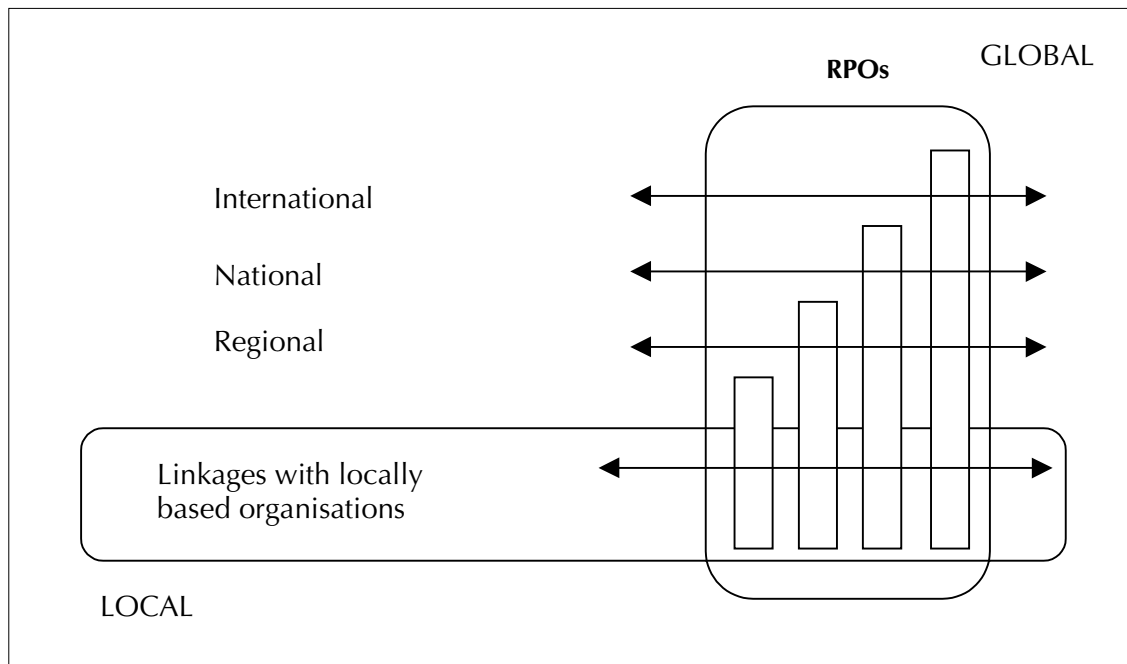 GLOBAL
RPOs
International
National
Regional
Linkages with locally
based organisations
LOCAL